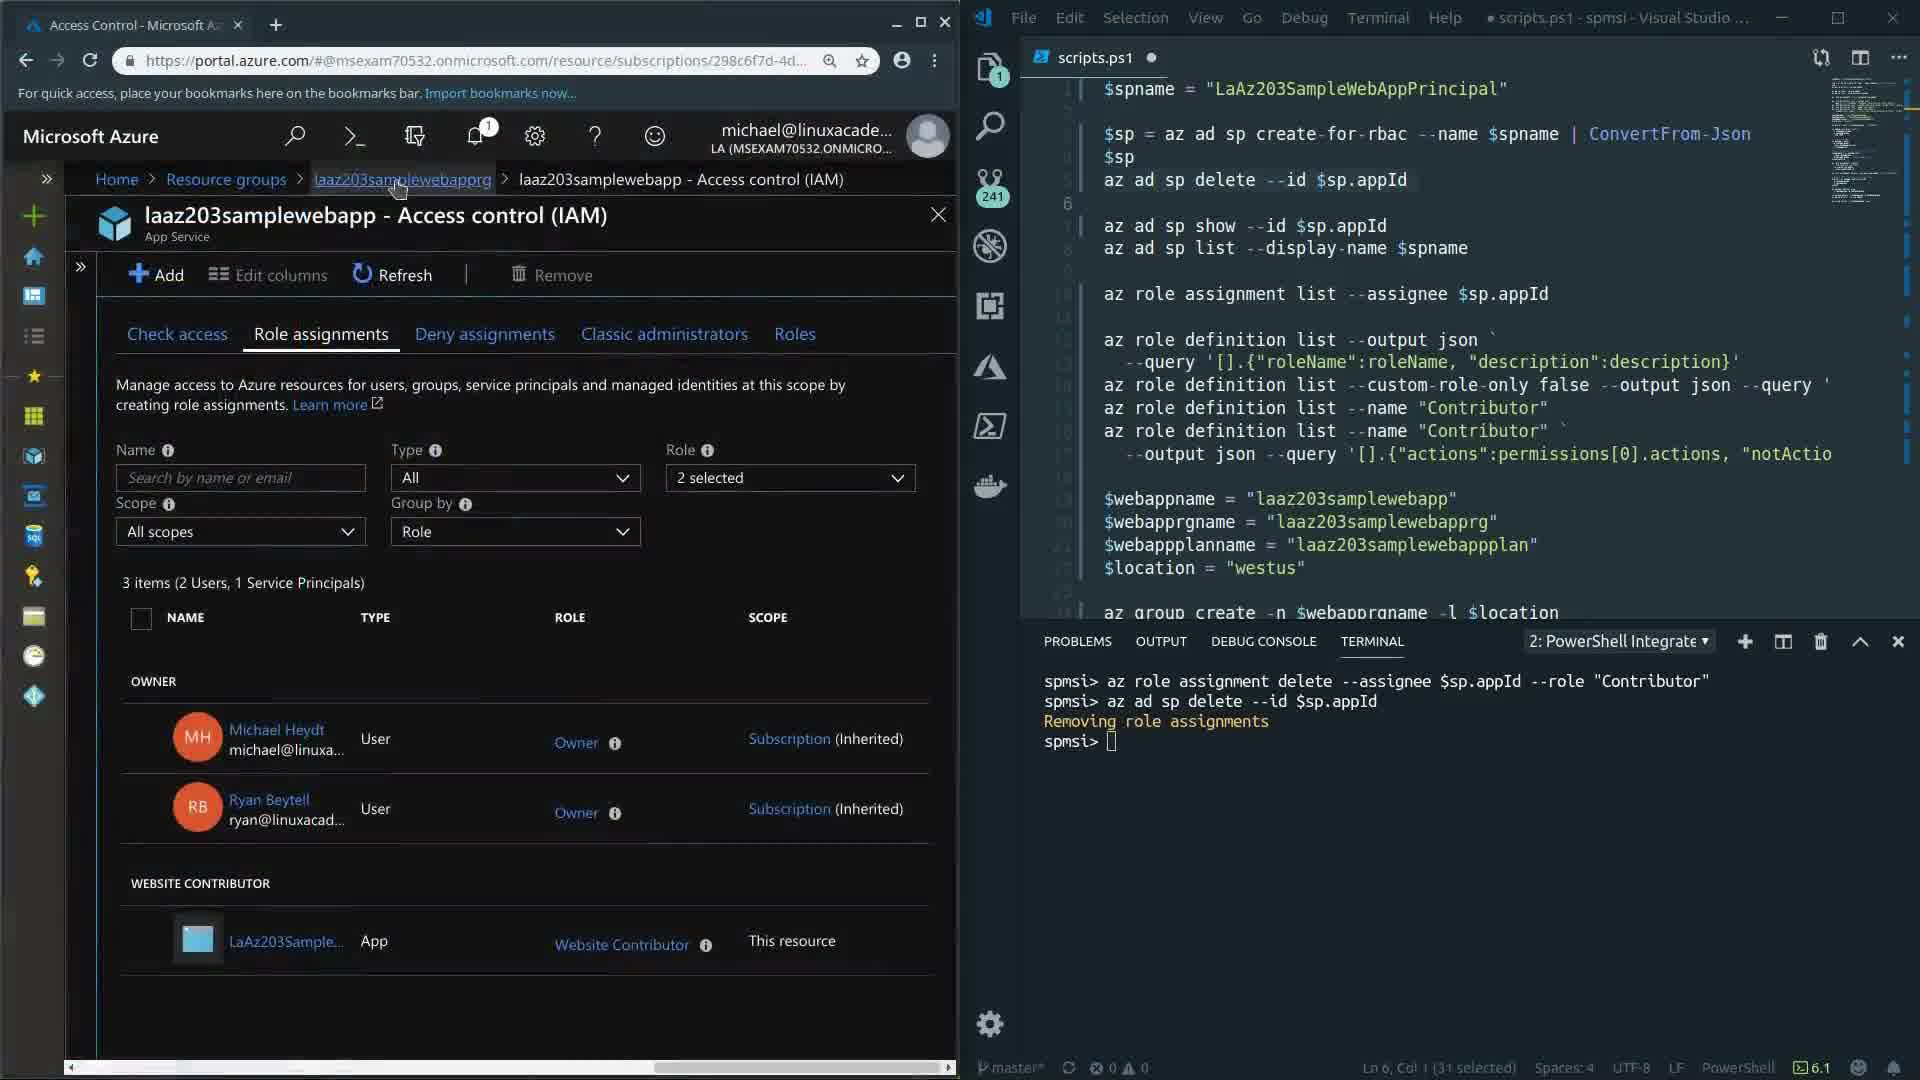 Access Control - Microsoft Az
https://portal.azure.com/#@msexam70532.onmicrosoft.com/resource/subscriptions/298c6f7d-4d...
For quick access, place your bookmarks here on the bookmarks bar. Import bookmarks now...
Microsoft Azure
1
michael@linuxacade...
LA (MSEXAM70532.ONMICRO...
Home > Resource groups > laaz203samplewebapprg > laaz203samplewebapp - Access control (IAM)
laaz203samplewebapp - Access control (IAM)
App Service
Add
Edit columns
Refresh
Remove
Check access
Role assignments
Deny assignments
Classic administrators
Roles
Manage access to Azure resources for users, groups, service principals and managed identities at this scope by
creating role assignments. Learn more
Name
Type
Role
Search by name or email
All
2 selected
Scope
Group by
All scopes
Role
3 items (2 Users, 1 Service Principals)
NAME TYPE ROLE SCOPE
OWNER
MH
Michael Heydt
michael@linuxa...
User
Owner
Subscription (Inherited)
RB
Ryan Beytell
ryan@linuxacad...
User
Owner
Subscription (Inherited)
WEBSITE CONTRIBUTOR
LaAz203Sample...
App
Website Contributor
This resource
SQL
File Edit Selection View Go Debug Terminal Help
● scripts.ps1 - spmsi - Visual Studio ...
scripts.ps1
1
241
$spname = "LaAz203SampleWebAppPrincipal"
$sp = az ad sp create-for-rbac --name $spname | ConvertFrom-Json
$sp
az ad sp delete --id $sp.appId
6
az ad sp show --id $sp.appId
az ad sp list --display-name $spname
az role assignment list --assignee $sp.appId
az role definition list --output json `
--query '[].{"roleName":roleName, "description":description}'
az role definition list --custom-role-only false --output json --query '
az role definition list --name "Contributor"
az role definition list --name "Contributor" `
--output json --query '[].{"actions":permissions[0].actions, "notActio
$webappname = "laaz203samplewebapp"
$webapprgname = "laaz203samplewebapprg"
$webappplanname = "laaz203samplewebappplan"
$location = "westus"
az group create -n $webapprgname -l $location
PROBLEMS OUTPUT DEBUG CONSOLE TERMINAL
2: PowerShell Integrate
spmsi> az role assignment delete --assignee $sp.appId --role "Contributor"
spmsi> az ad sp delete --id $sp.appId
Removing role assignments
spmsi>
master*
0
0
Ln 6, Col 1 (31 selected)
Spaces: 4
UTF-8
LF
PowerShell
6.1